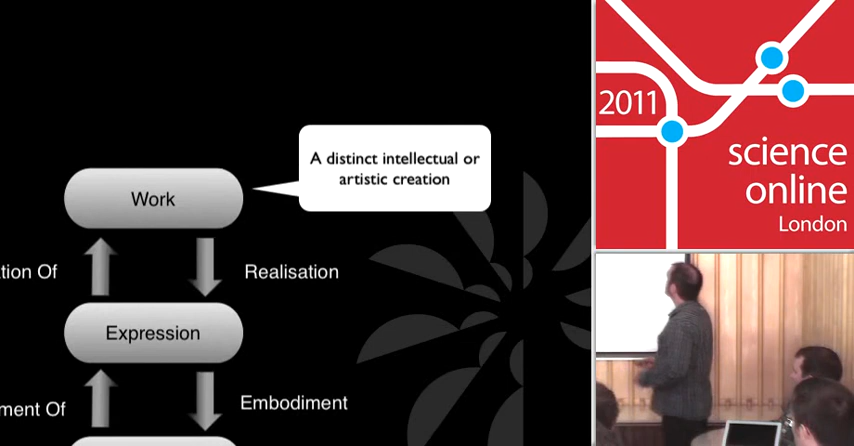 A distinct intellectual or
artistic creation
Work
tion Of
Realisation
Expression
ment Of
Embodiment
2011
science
online
London